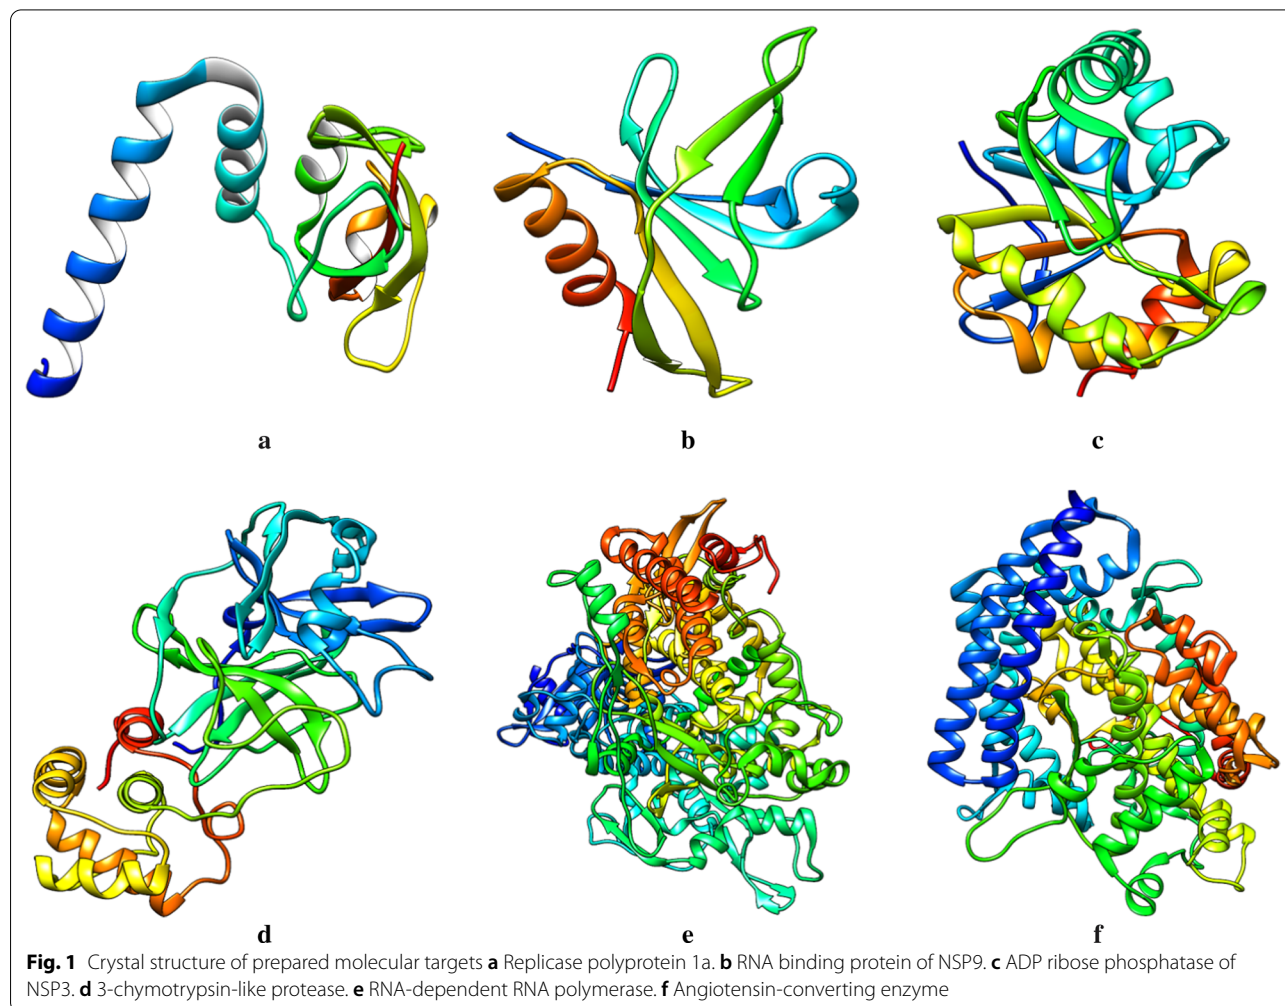 a
b
c
d
e
f
Fig. 1 Crystal structure of prepared molecular targets a Replicase polyprotein 1a. b RNA binding protein of NSP9. c ADP ribose phosphatase of
NSP3. d 3-chymotrypsin-like protease. e RNA-dependent RNA polymerase. f Angiotensin-converting enzyme